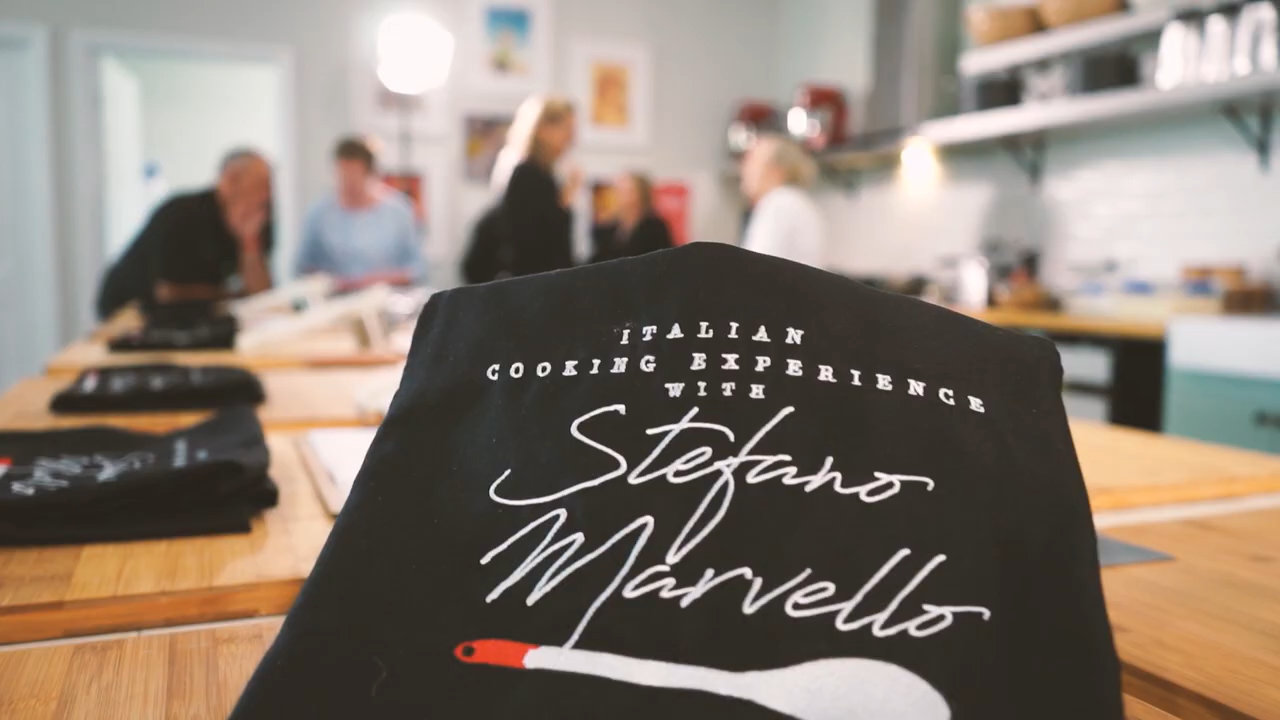 ITALIAN
COOKING EXPERIENCE
WITH
Stefano
Marvello